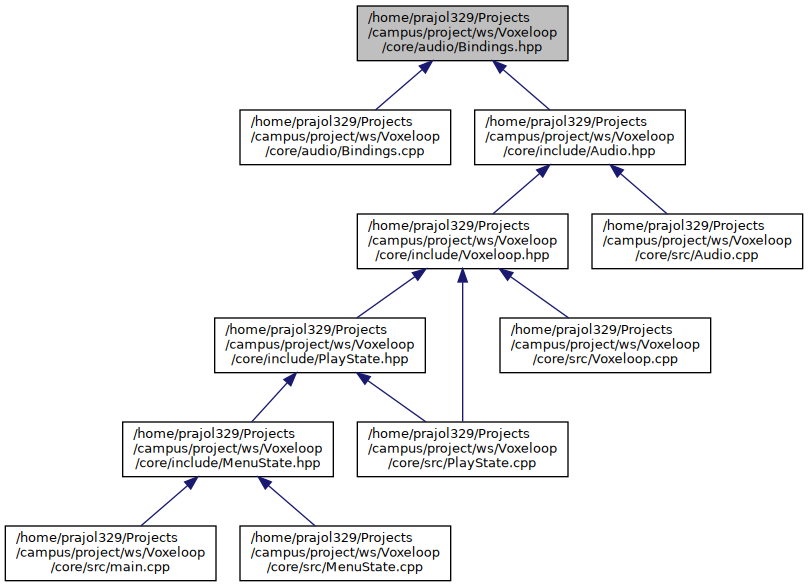 /home/prajol329/Projects
/campus/project/ws/Voxeloop
/core/audio/Bindings.hpp
/home/prajol329/Projects
/campus/project/ws/Voxeloop
/core/audio/Bindings.cpp
/home/prajol329/Projects
/campus/project/ws/Voxeloop
/core/include/Audio.hpp
/home/prajol329/Projects
/campus/project/ws/Voxeloop
/core/include/Voxeloop.hpp
/home/prajol329/Projects
/campus/project/ws/Voxeloop
/core/src/Audio.cpp
/home/prajol329/Projects
/campus/project/ws/Voxeloop
/core/include/PlayState.hpp
/home/prajol329/Projects
/campus/project/ws/Voxeloop
/core/src/Voxeloop.cpp
/home/prajol329/Projects
/campus/project/ws/Voxeloop
/core/include/MenuState.hpp
/home/prajol329/Projects
/campus/project/ws/Voxeloop
/core/src/PlayState.cpp
/home/prajol329/Projects
/campus/project/ws/Voxeloop
/core/src/main.cpp
/home/prajol329/Projects
/campus/project/ws/Voxeloop
/core/src/MenuState.cpp